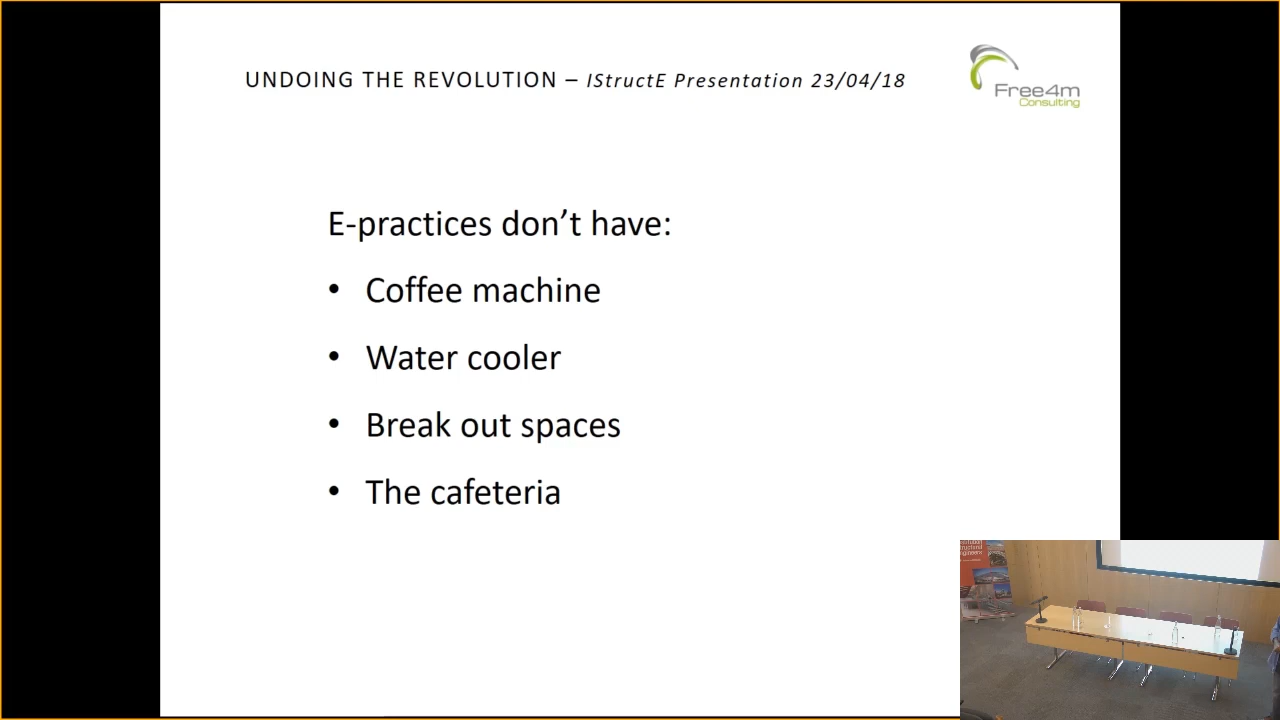 UNDOING THE REVOLUTION – IStructE Presentation 23/04/18
Free4m
Consulting
E-practices don’t have:
• Coffee machine
• Water cooler
• Break out spaces
• The cafeteria